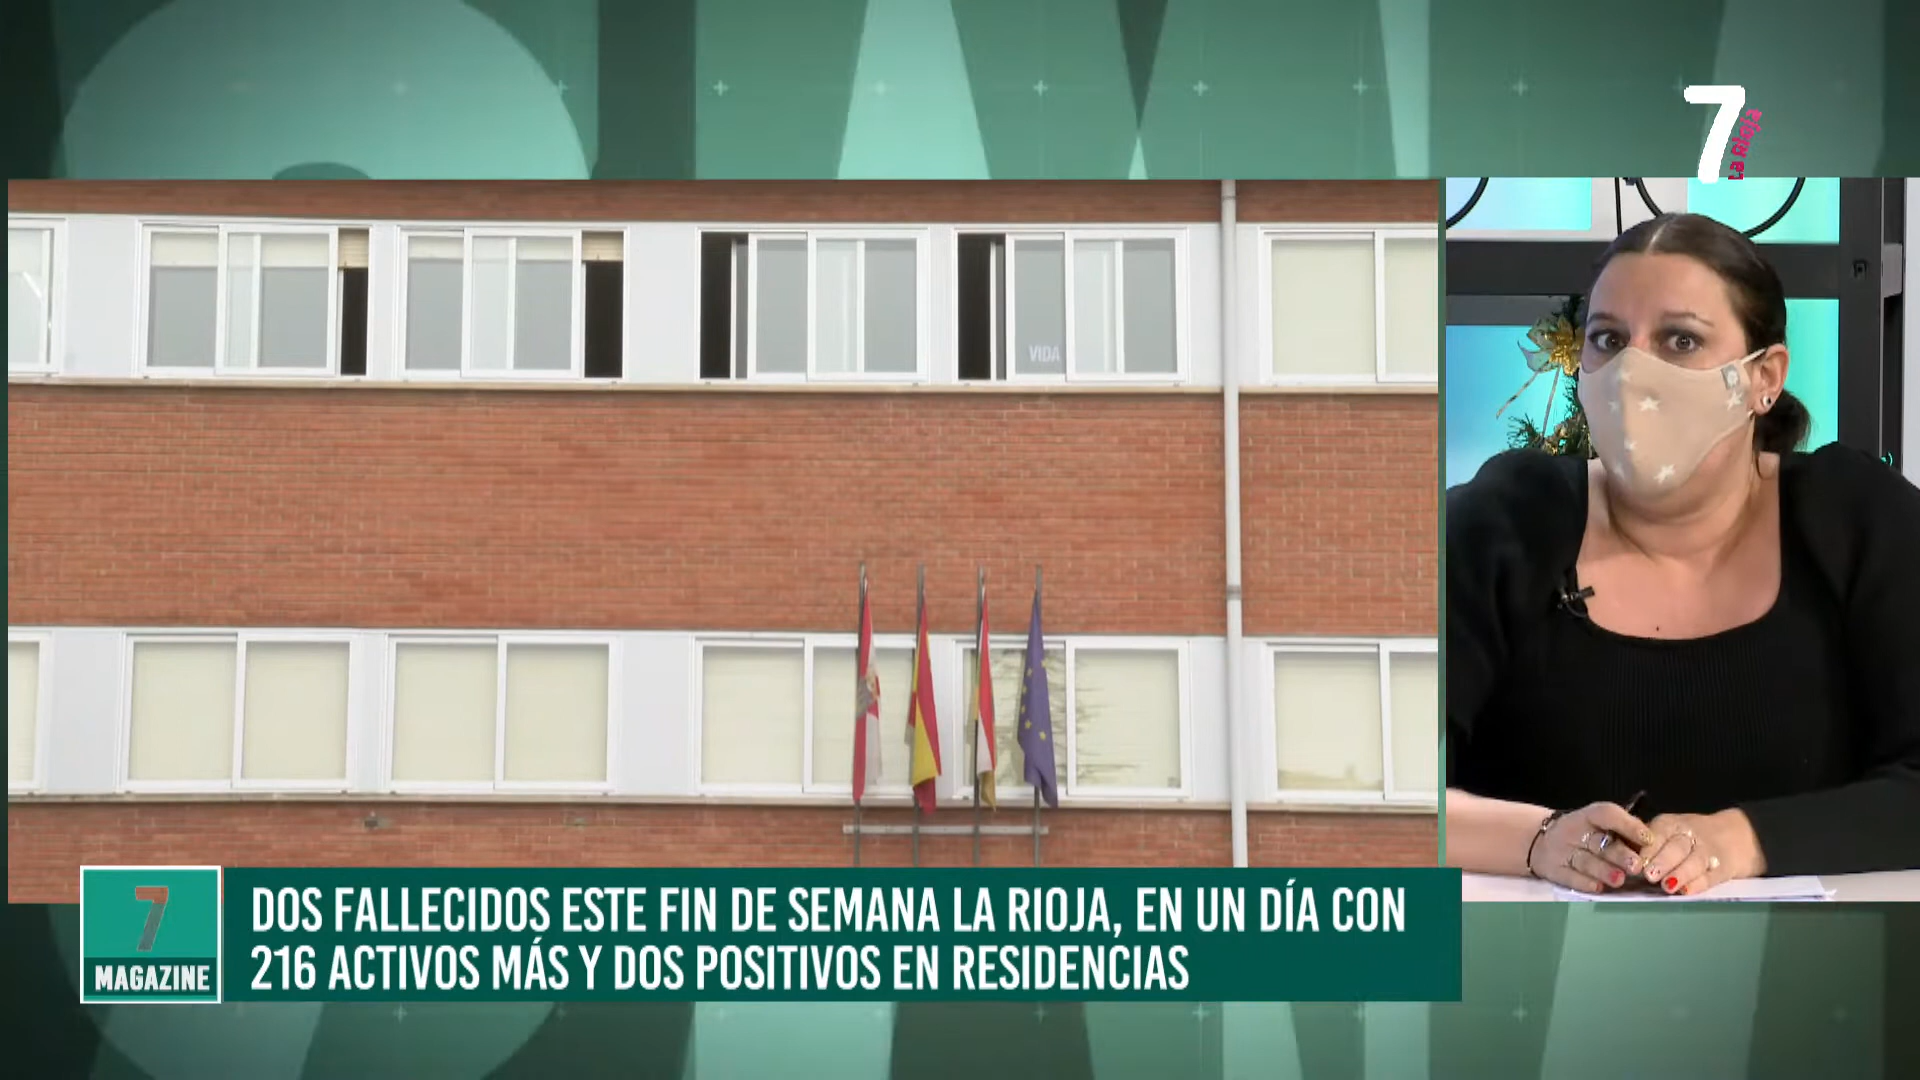 7
LA RIOJA
VIDA
7
MAGAZINE
DOS FALLECIDOS ESTE FIN DE SEMANA LA RIOJA, EN UN DÍA CON
216 ACTIVOS MÁS Y DOS POSITIVOS EN RESIDENCIAS